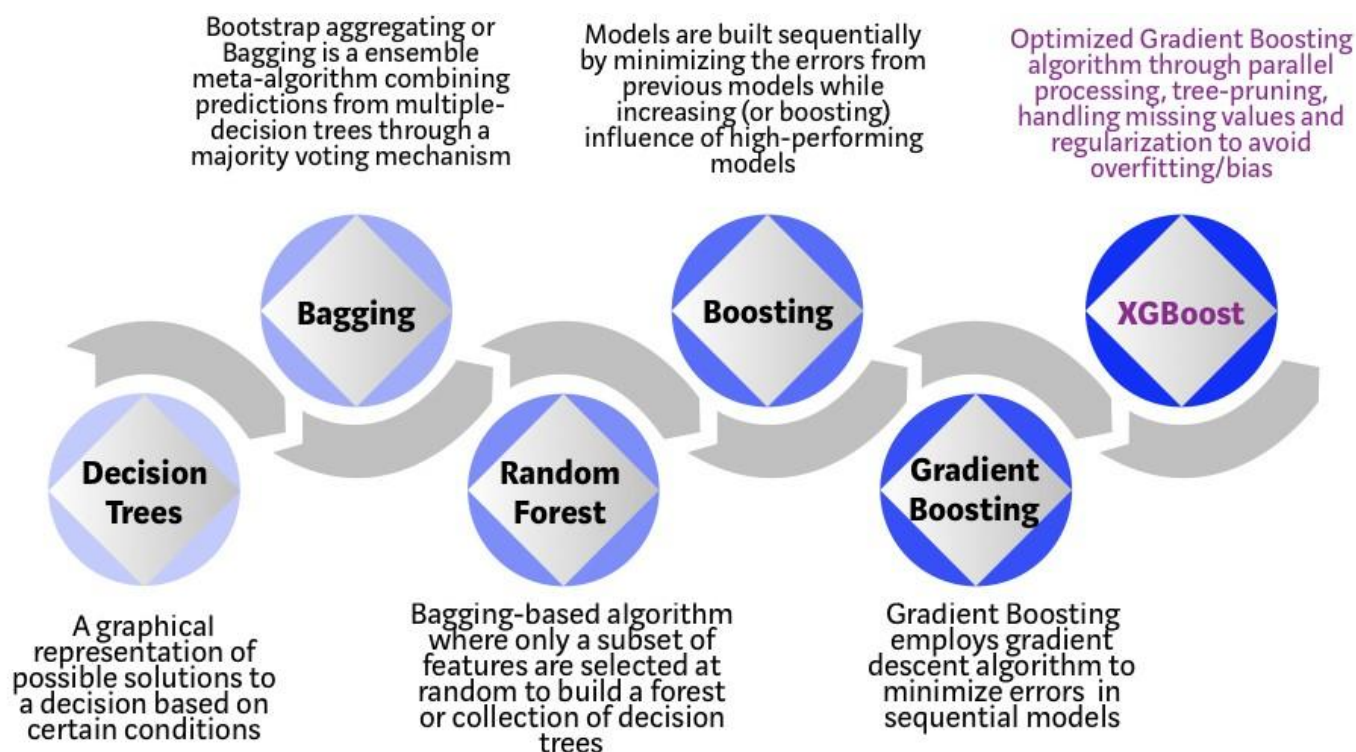 Bootstrap aggregating or
Bagging is a ensemble
meta-algorithm combining
predictions from multiple-
decision trees through a
majority voting mechanism
Models are built sequentially
by minimizing the errors from
previous models while
increasing (or boosting)
influence of high-performing
models
Optimized Gradient Boosting
algorithm through parallel
processing, tree-pruning,
handling missing values and
regularization to avoid
overfitting/bias
Bagging
Boosting
XGBoost
Decision
Trees
Random
Forest
Gradient
Boosting
A graphical
representation of
possible solutions to
a decision based on
certain conditions
Bagging-based algorithm
where only a subset of
features are selected at
random to build a forest
or collection of decision
trees
Gradient Boosting
employs gradient
descent algorithm to
minimize errors in
sequential models